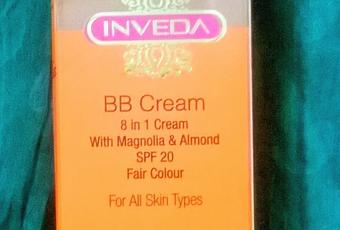 INVEDA
BB Cream
8 in 1 Cream
With Magnolia & Almond
SPF 20
Fair Colour
For All Skin Types